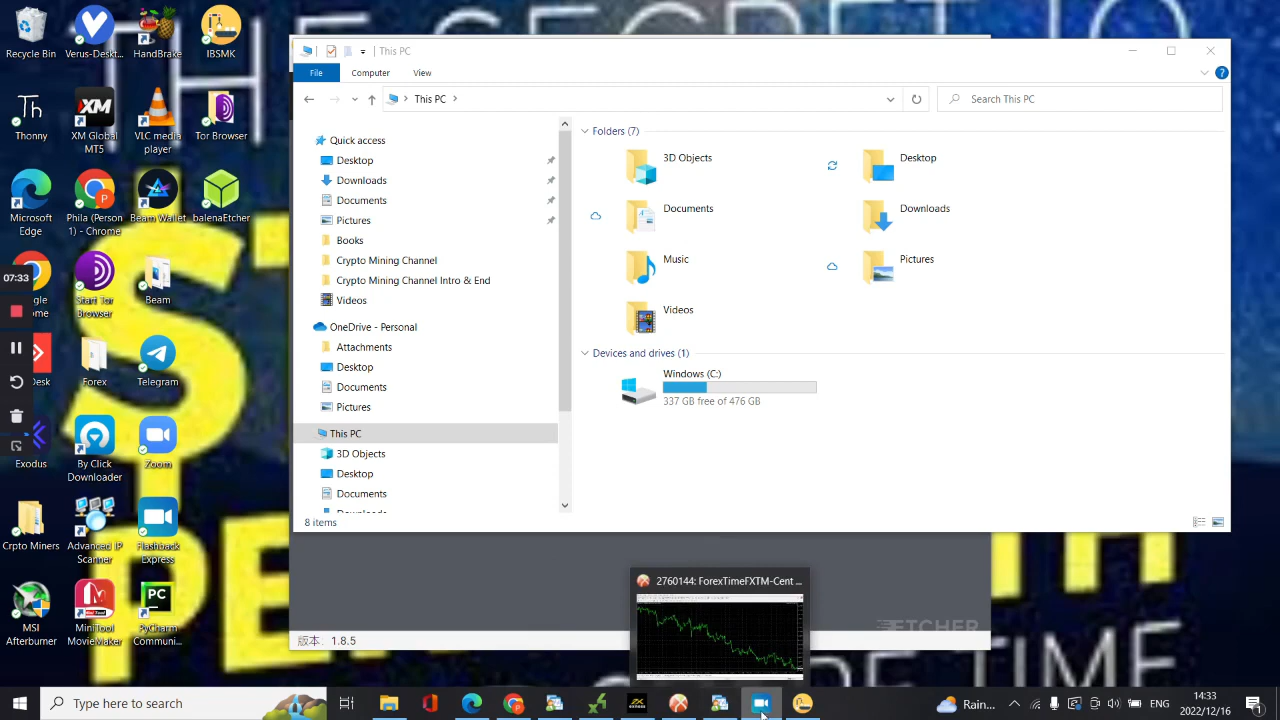 Recycle Bin
Verus-Deskt...
HandBrake
IBSMK
Thonny
XM Global
MT5
VLC media
player
Tor Browser
Microsoft
Edge
Phila (Person
1) - Chrome
Beam Wallet
balenaEtcher
07:33
Start Tor
Browser
Beam
Forex
Telegram
Exodus
By Click
Downloader
Zoom
Crpto Miners
Advanced IP
Scanner
Flashback
Express
MSI
Afterburner
MiniTool
MovieMaker
PyCharm
Communi...
This PC
File
Computer
View
This PC
Search This PC
Quick access
Desktop
Downloads
Documents
Pictures
Books
Crypto Mining Channel
Crypto Mining Channel Intro & End
Videos
OneDrive - Personal
Attachments
Desktop
Documents
Pictures
This PC
3D Objects
Desktop
Documents
Downloads
Folders (7)
3D Objects
Desktop
Documents
Downloads
Music
Pictures
Videos
Devices and drives (1)
Windows (C:)
337 GB free of 476 GB
8 items
2760144: ForexTimeFXTM-Cent ...
版本: 1.8.5
ETCHER
Type here to search
Rain...
ENG
14:33
2022/12/16
1